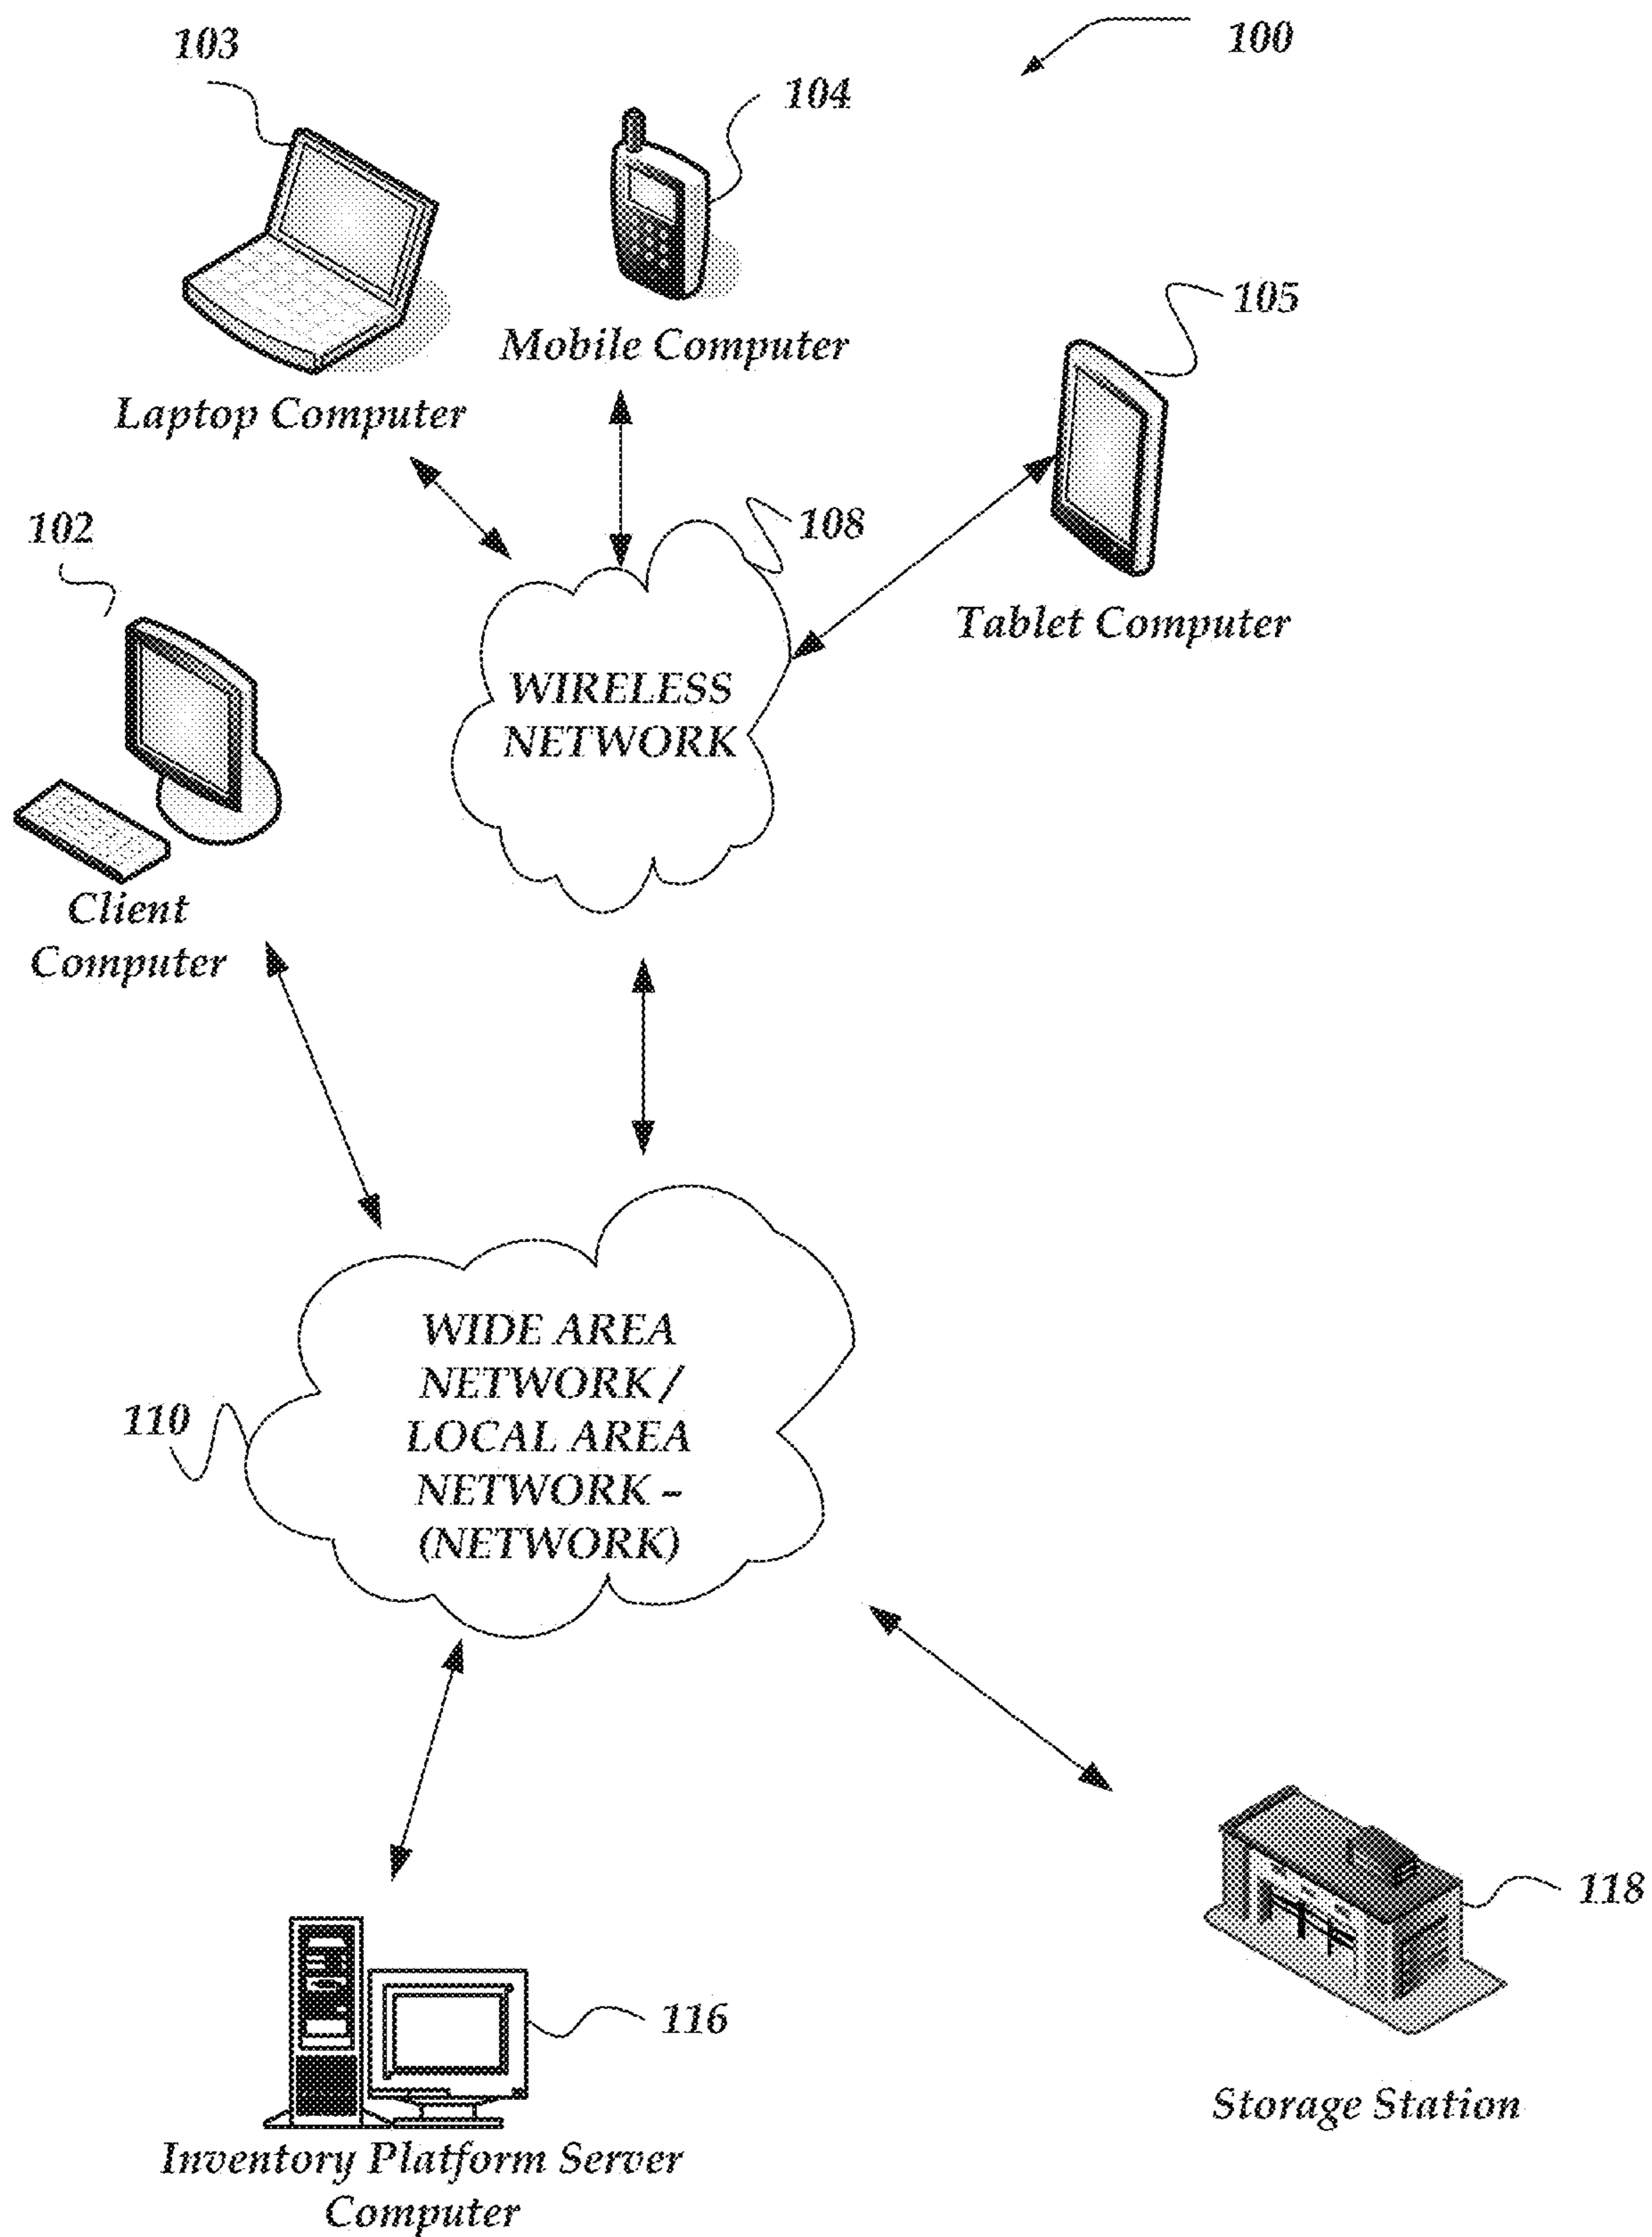 100
103
104
105
Mobile Computer
Laptop Computer
102
108
Tablet Computer
WIRELESS
NETWORK
Client
Computer
WIDE AREA
NETWORK /
LOCAL AREA
NETWORK –
(NETWORK)
110
118
116
Storage Station
Inventory Platform Server
Computer